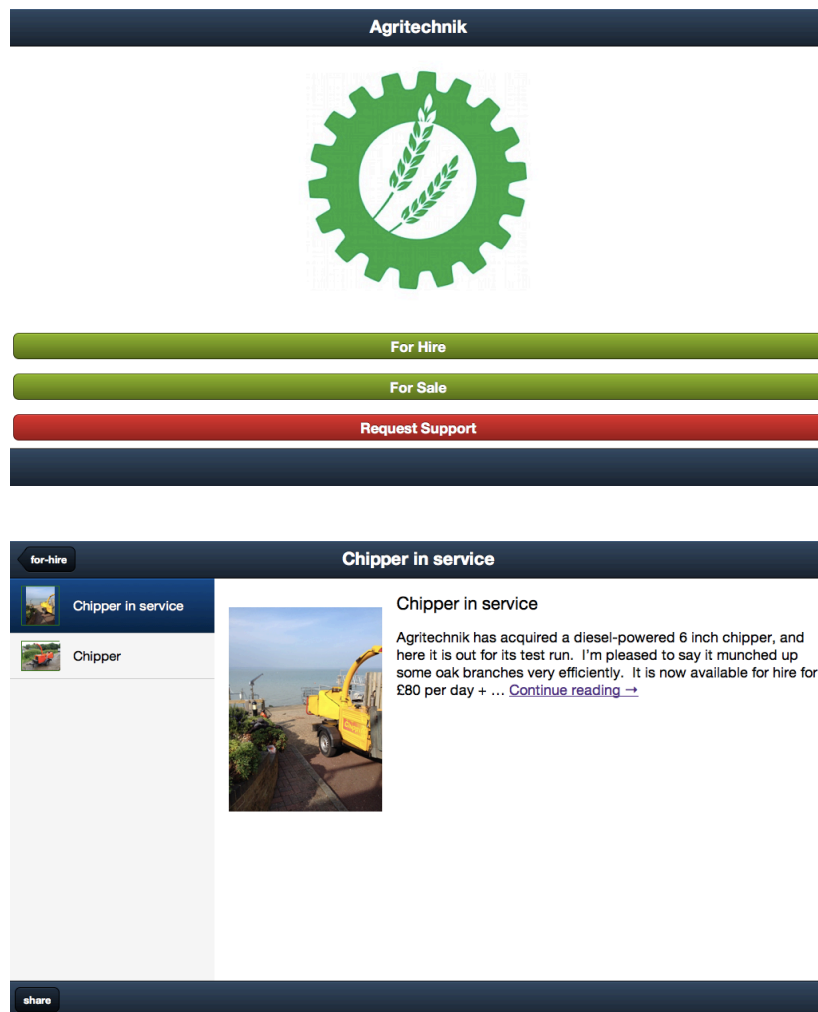 Agritechnik
For Hire
For Sale
Request Support
for-hire
Chipper in service
Chipper in service
Chipper
Chipper in service
Agritechnik has acquired a diesel-powered 6 inch chipper, and
here it is out for its test run.  I'm pleased to say it munched up
some oak branches very efficiently.  It is now available for hire for
£80 per day + … Continue reading →
share